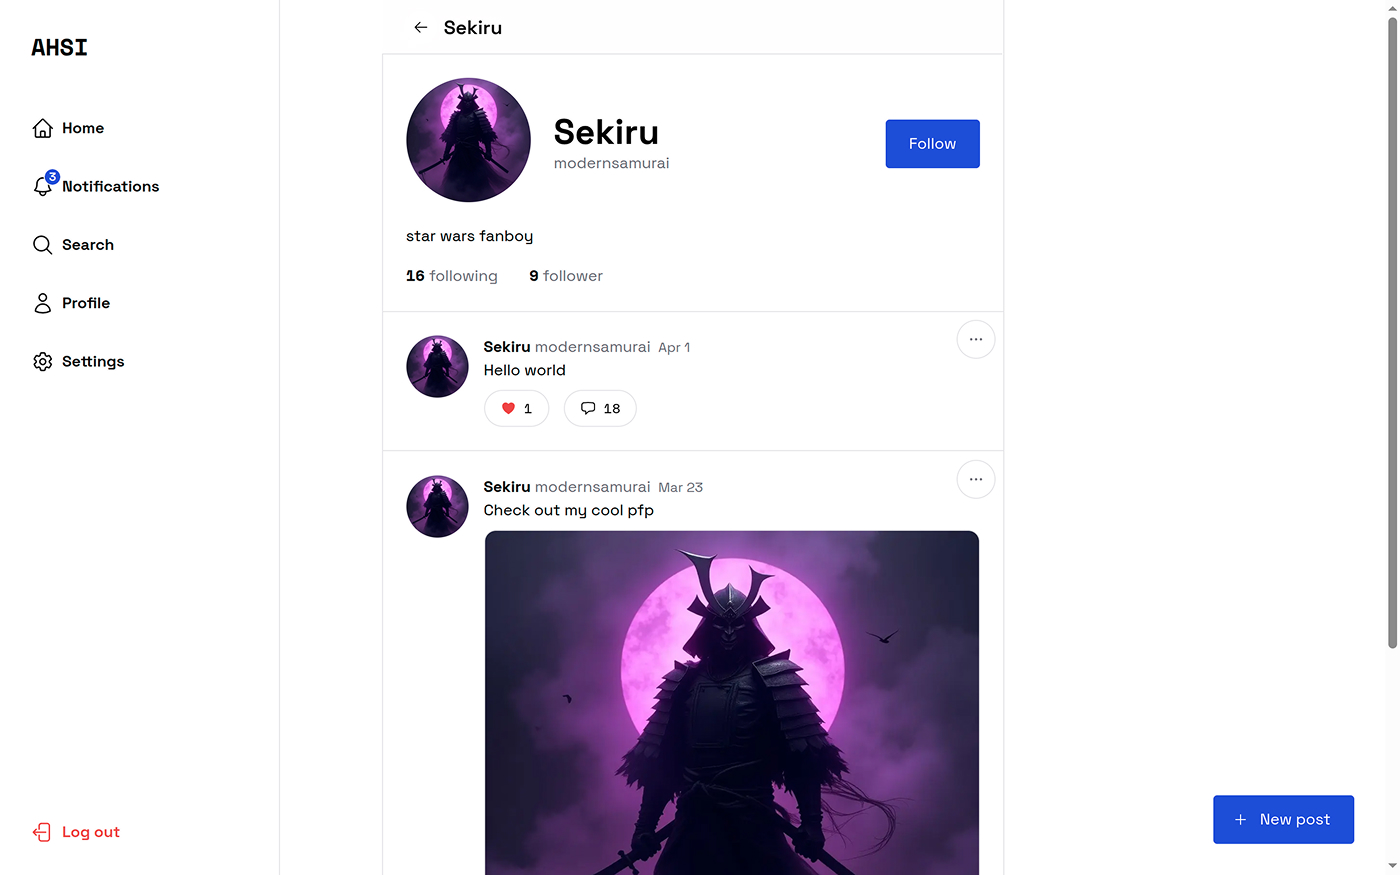 AHSI
Home
3
Notifications
Search
Profile
Settings
Log out
Sekiru
Sekiru
modernsamurai
Follow
star wars fanboy
16 following 9 follower
Sekiru modernsamurai Apr 1
Hello world
1 18
Sekiru modernsamurai Mar 23
Check out my cool pfp
+ New post